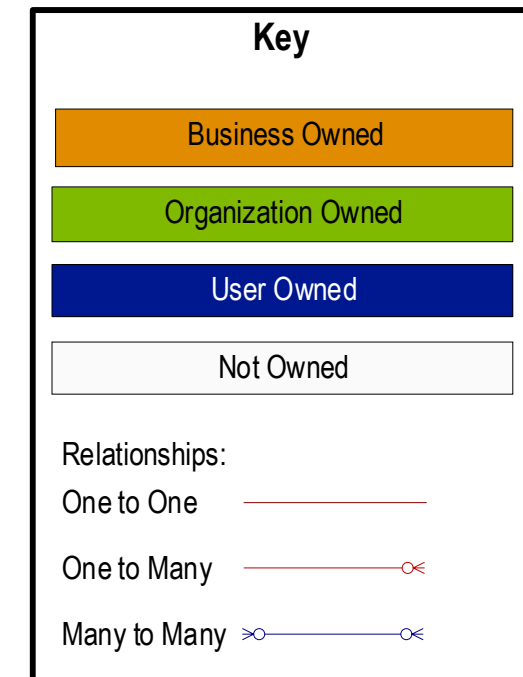 Key
Business Owned
Organization Owned
User Owned
Not Owned
Relationships:
One to One
One to Many
Many to Many